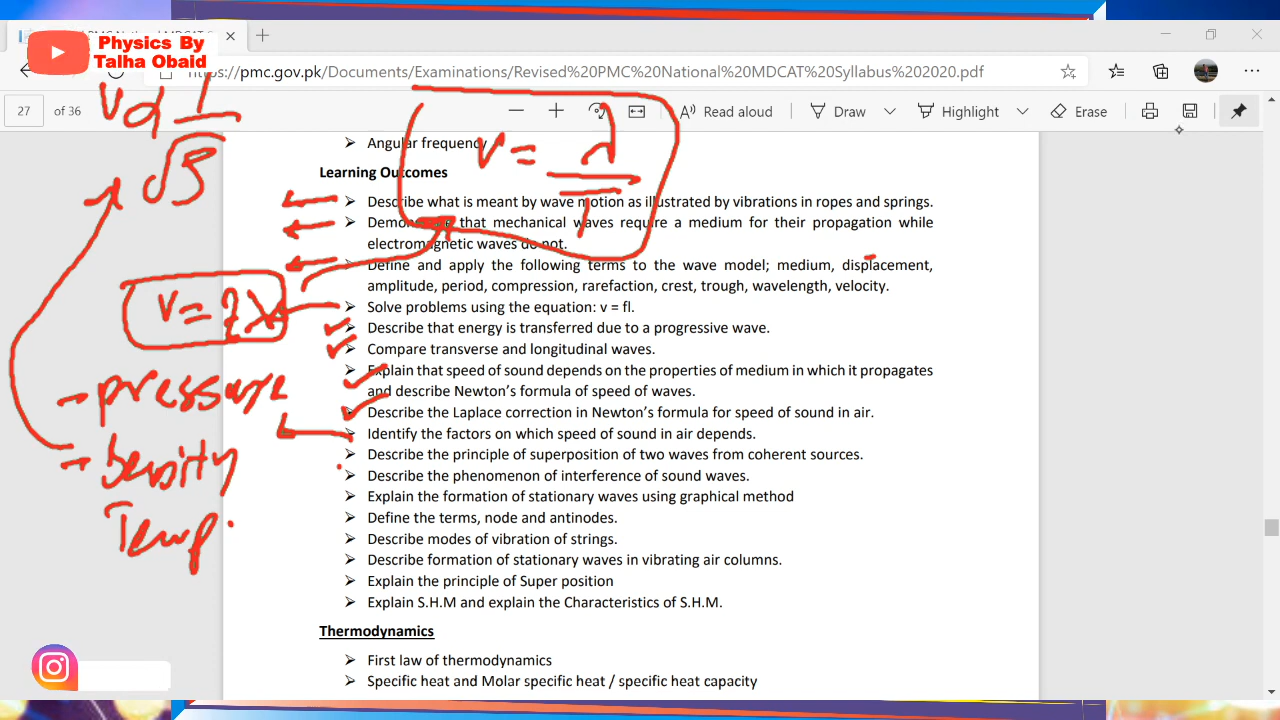 Physics By
Talha Obaid
https://pmc.gov.pk/Documents/Examinations/Revised%20PMC%20National%20MDCAT%20Syllabus%202020.pdf
27 of 36
Read aloud
Draw
Highlight
Erase
➢ Angular frequency
Learning Outcomes
➢ Describe what is meant by wave motion as illustrated by vibrations in ropes and springs.
➢ that mechanical waves require a medium for their propagation while
electromagnetic waves do not.
➢ Define and apply the following terms to the wave model; medium, displacement,
amplitude, period, compression, rarefaction, crest, trough, wavelength, velocity.
➢ Solve problems using the equation: v = fl.
➢ Describe that energy is transferred due to a progressive wave.
➢ Compare transverse and longitudinal waves.
➢ Explain that speed of sound depends on the properties of medium in which it propagates
and describe Newton's formula of speed of waves.
➢ Describe the Laplace correction in Newton's formula for speed of sound in air.
➢ Identify the factors on which speed of sound in air depends.
➢ Describe the principle of superposition of two waves from coherent sources.
➢ Describe the phenomenon of interference of sound waves.
➢ Explain the formation of stationary waves using graphical method
➢ Define the terms, node and antinodes.
➢ Describe modes of vibration of strings.
➢ Describe formation of stationary waves in vibrating air columns.
➢ Explain the principle of Super position
➢ Explain S.H.M and explain the Characteristics of S.H.M.
Thermodynamics
➢ First law of thermodynamics
➢ Specific heat and Molar specific heat / specific heat capacity
v = λ/T
- pressure
- Density
Temp.